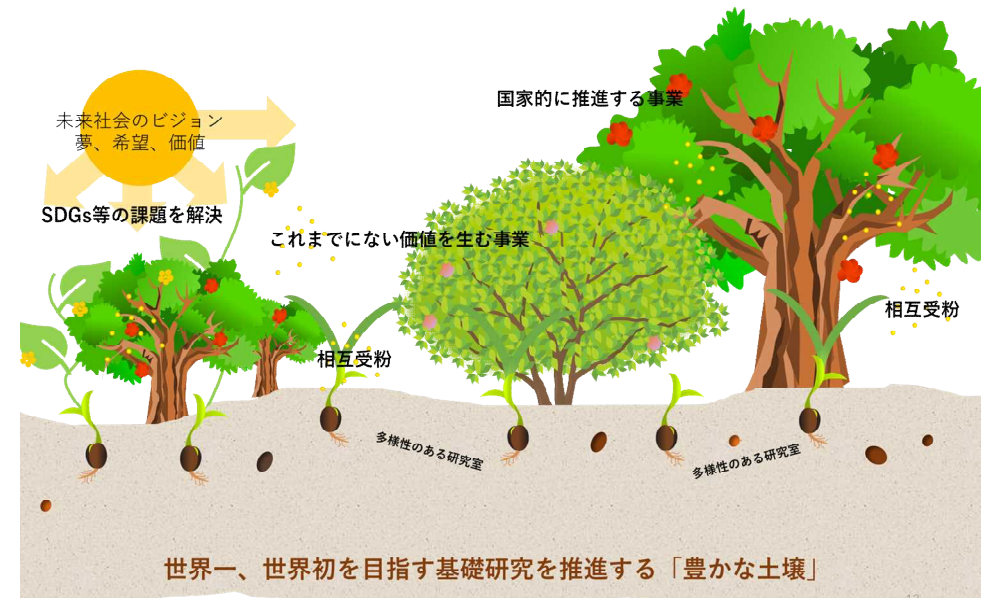 国家的に推進する事業
未来社会のビジョン
夢、希望、価値
SDGs等の課題を解決
これまでにない価値を生む事業
相互受粉
相互受粉
多様性のある研究室
多様性のある研究室
世界一、世界初を目指す基礎研究を推進する「豊かな土壌」